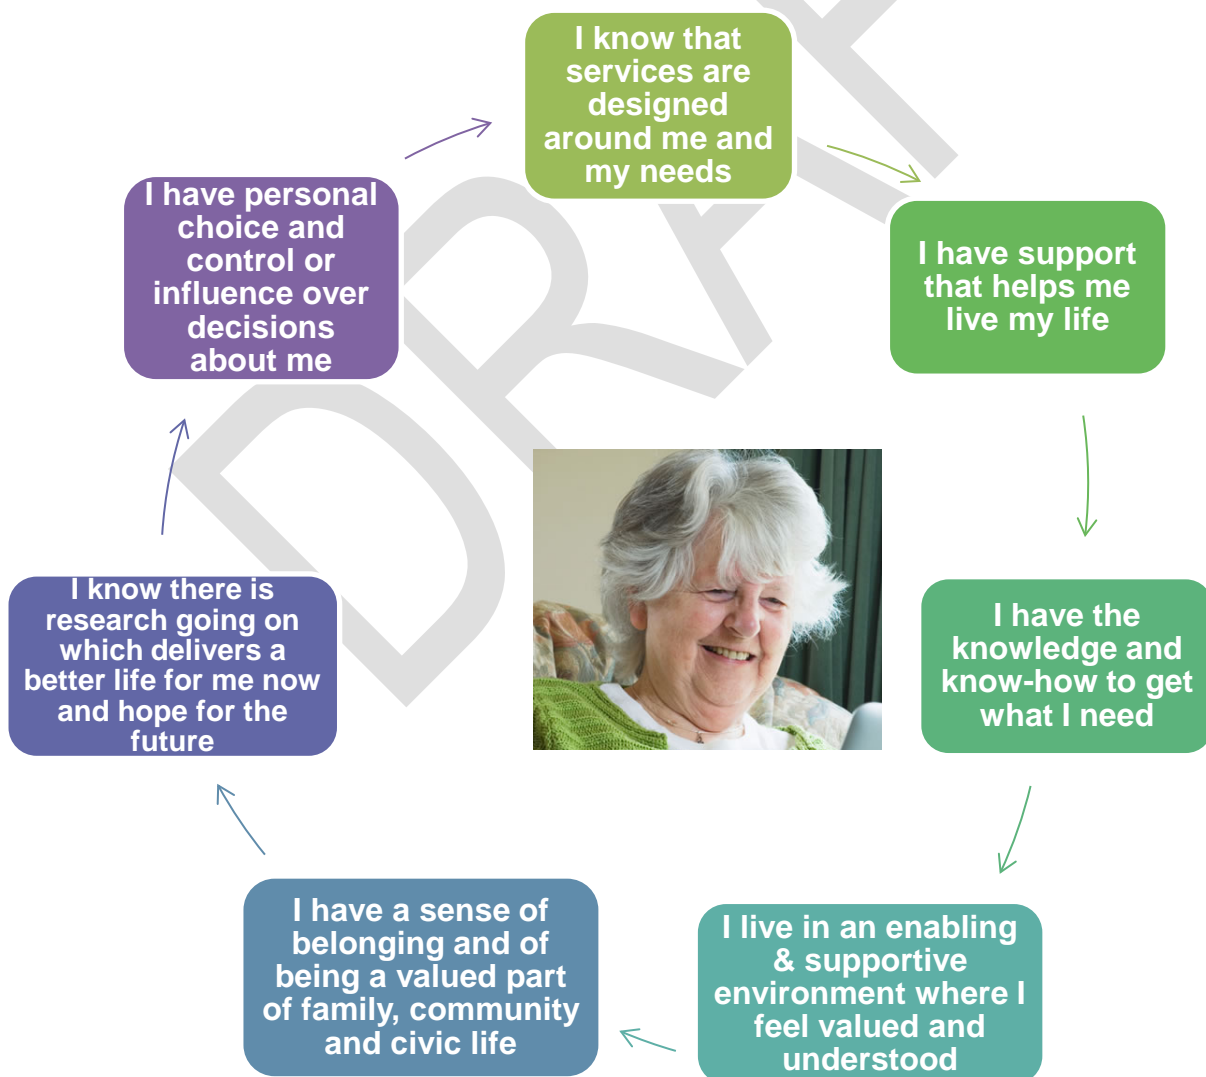 I know that
services are
designed
around me and
my needs
I have support
that helps me
live my life
I have the
knowledge and
know-how to get
what I need
I live in an enabling
& supportive
environment where I
feel valued and
understood
I have a sense of
belonging and of
being a valued part
of family, community
and civic life
I know there is
research going on
which delivers a
better life for me now
and hope for the
future
I have personal
choice and
control or
influence over
decisions
about me
DRAF